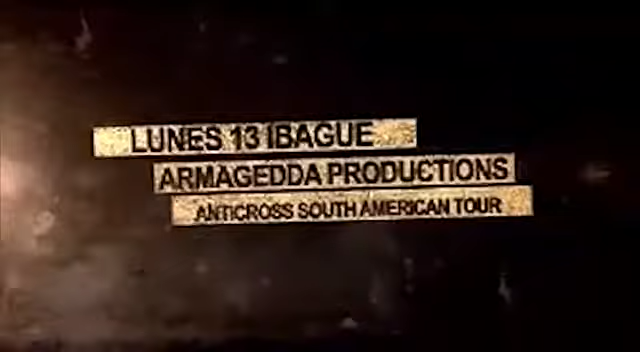 LUNES 13 IBAGUE
ARMAGEDDA PRODUCTIONS
ANTICROSS SOUTH AMERICAN TOUR